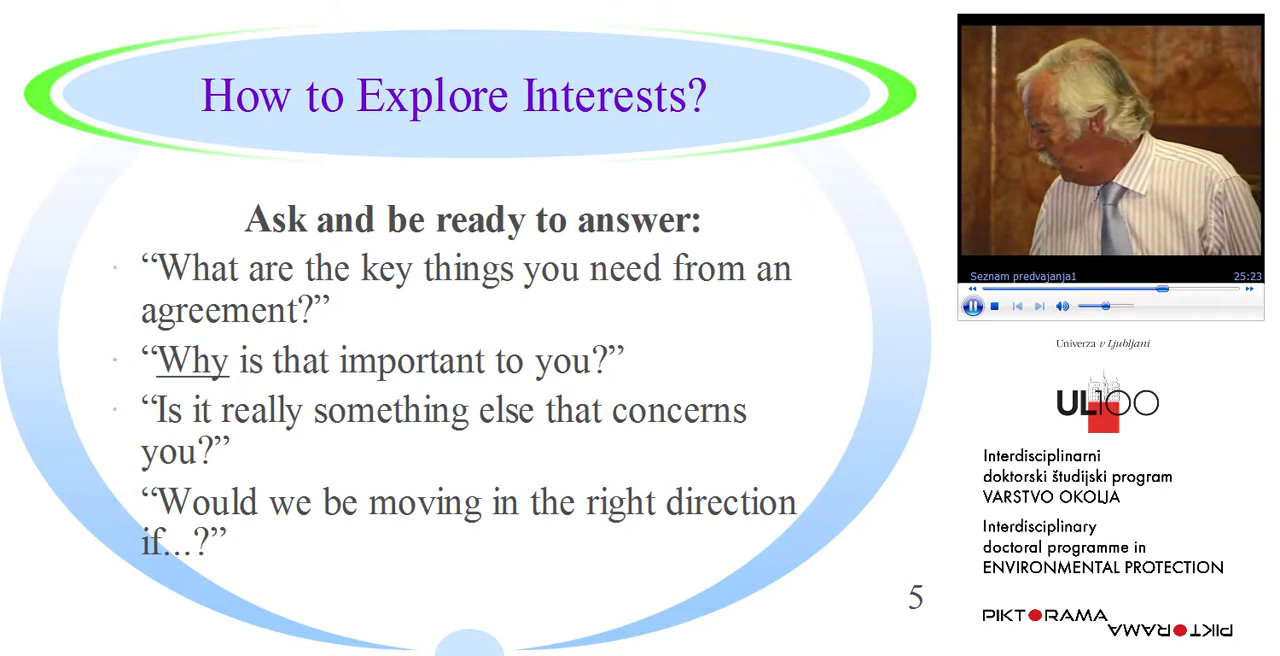 How to Explore Interests?
Ask and be ready to answer:
· “What are the key things you need from an
agreement?”
· “Why is that important to you?”
· “Is it really something else that concerns
you?”
· “Would we be moving in the right direction
if...?”
5
Seznam predvajanja1 25:23
Univerza v Ljubljani
UL100
Interdisciplinarni
doktorski študijski program
VARSTVO OKOLJA
Interdisciplinary
doctoral programme in
ENVIRONMENTAL PROTECTION
PIKTORAMA
PIKTORAMA